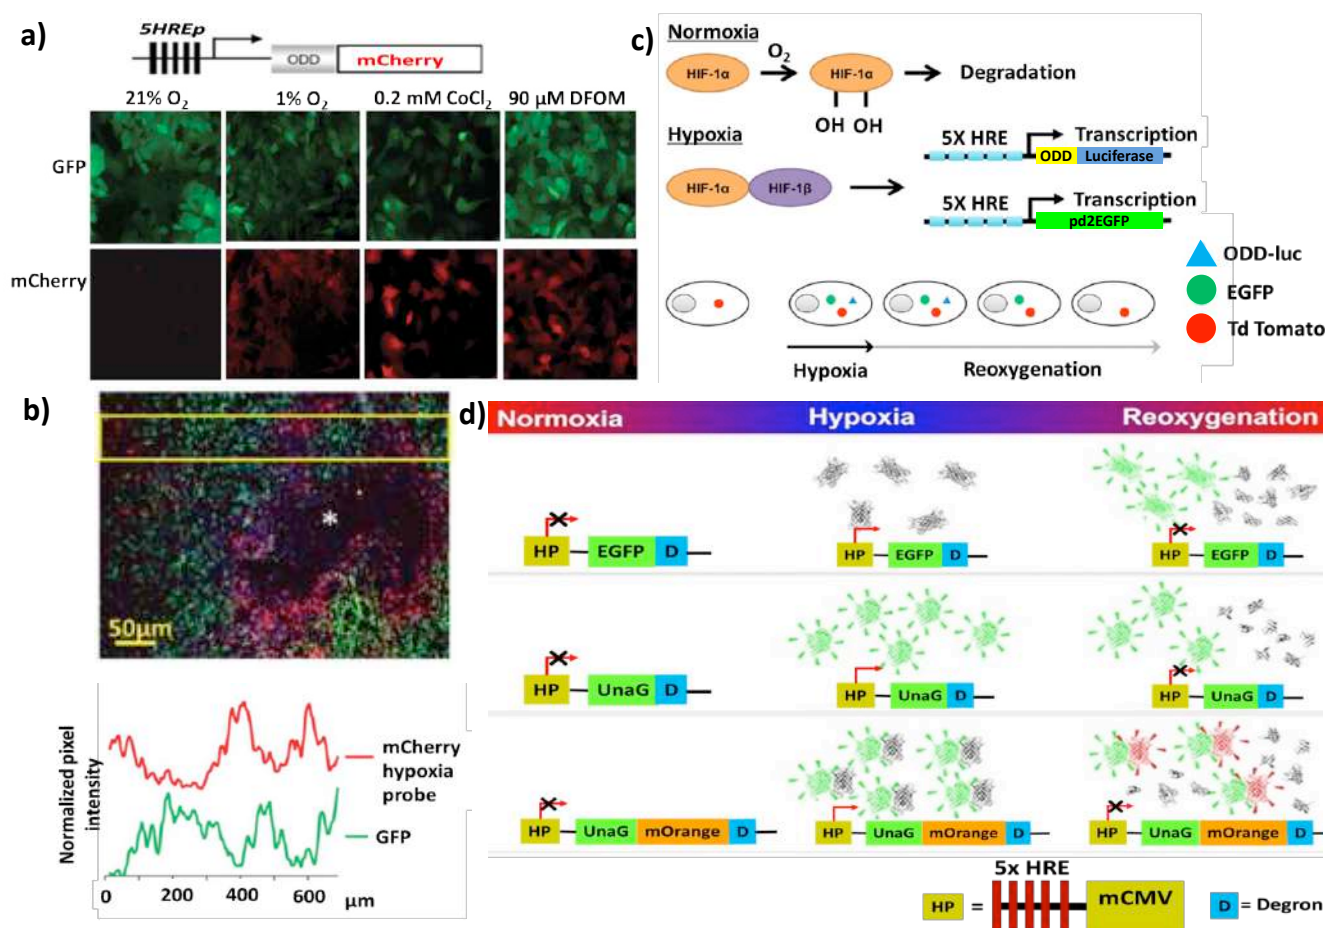 a)
5HREp
ODD
mCherry
21% O₂
1% O₂
0.2 mM CoCl₂
90 µM DFOM
GFP
mCherry
b)
*
50µm
Normalized pixel
intensity
mCherry
hypoxia
probe
GFP
0
200
400
600
µm
c)
Normoxia
HIF-1α
O₂
HIF-1α
OH OH
Degradation
Hypoxia
HIF-1α
HIF-1β
5X HRE
Transcription
ODD
Luciferase
5X HRE
Transcription
pd2EGFP
ODD-luc
EGFP
Td Tomato
Hypoxia
Reoxygenation
d)
Normoxia
Hypoxia
Reoxygenation
HP EGFP D
HP EGFP D
HP EGFP D
HP UnaG D
HP UnaG D
HP UnaG D
HP UnaG mOrange D
HP UnaG mOrange D
HP UnaG mOrange D
5x HRE
HP =
mCMV
D = Degron